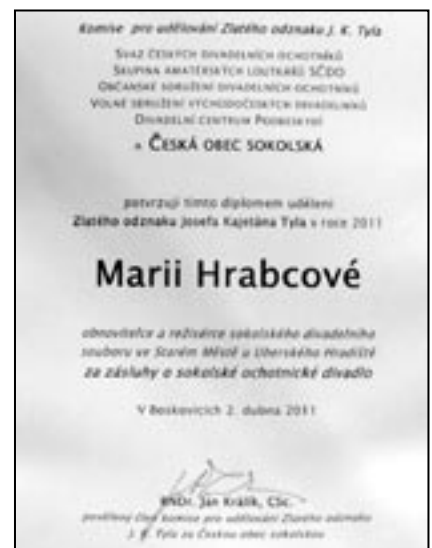 Komise pro udělování Zlatého odznaku J. K. Tyla
SVAZ ČESKÝCH DIVADELNÍCH OCHOTNÍKŮ
SKUPINA AMATÉRSKÝCH LOUTKÁŘŮ SČDO
OBČANSKÉ SDRUŽENÍ DIVADELNÍCH OCHOTNÍKŮ
VOLNÉ SDRUŽENÍ VÝCHODOČESKÝCH DIVADELNÍKŮ
DIVADELNÍ CENTRUM
a ČESKÁ OBEC SOKOLSKÁ
potvrzují tímto diplomem udělení
Zlatého odznaku Josefa Kajetána Tyla v roce 2011
Marii Hrabcové
obnovitelce a režisérce sokolského divadelního
souboru ve Starém Městě u Uherského Hradiště
za zásluhy o sokolské ochotnické divadlo
V Boskovicích 2. dubna 2011
RNDr. Jan Králík, CSc.
pověřený člen komise pro udělování Zlatého odznaku
J. K. Tyla za Českou obec sokolskou